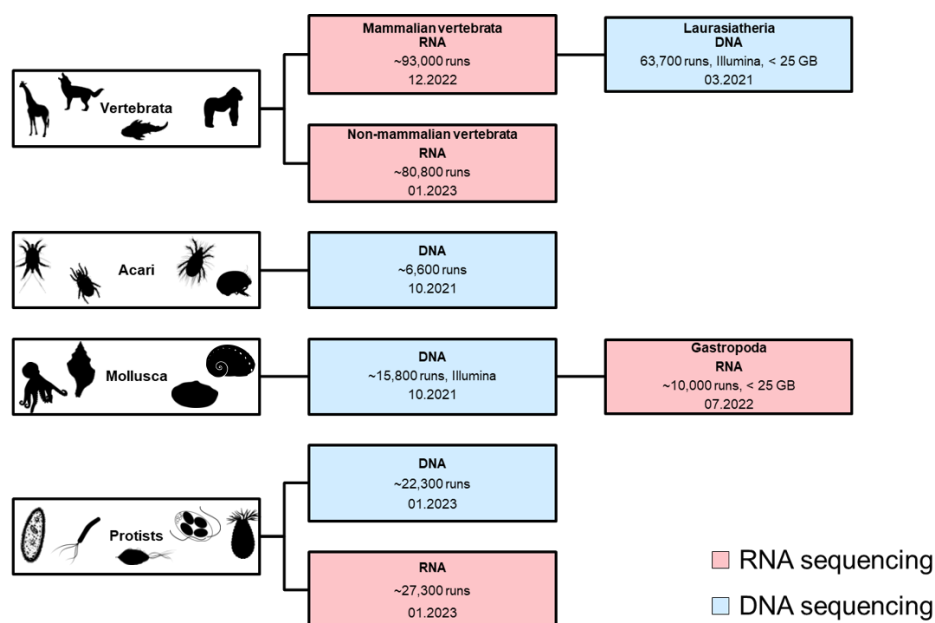 Vertebrata
Mammalian vertebrata
RNA
~93,000 runs
12.2022
Laurasiatheria
DNA
63,700 runs, Illumina, < 25 GB
03.2021
Non-mammalian vertebrata
RNA
~80,800 runs
01.2023
Acari
DNA
~6,600 runs
10.2021
Mollusca
DNA
~15,800 runs, Illumina
10.2021
Gastropoda
RNA
~10,000 runs, < 25 GB
07.2022
Protists
DNA
~22,300 runs
01.2023
RNA
~27,300 runs
01.2023
RNA sequencing
DNA sequencing